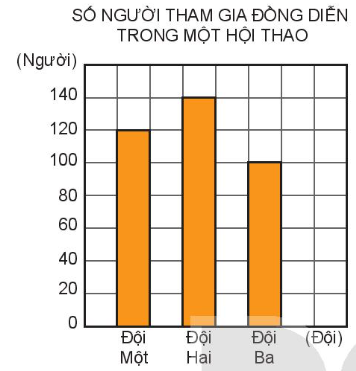 SỐ NGƯỜI THAM GIA ĐỒNG DIỄN
TRONG MỘT HỘI THAO
(Người)
140
120
100
80
60
40
20
0
Đội Một
Đội Hai
Đội Ba
(Đội)